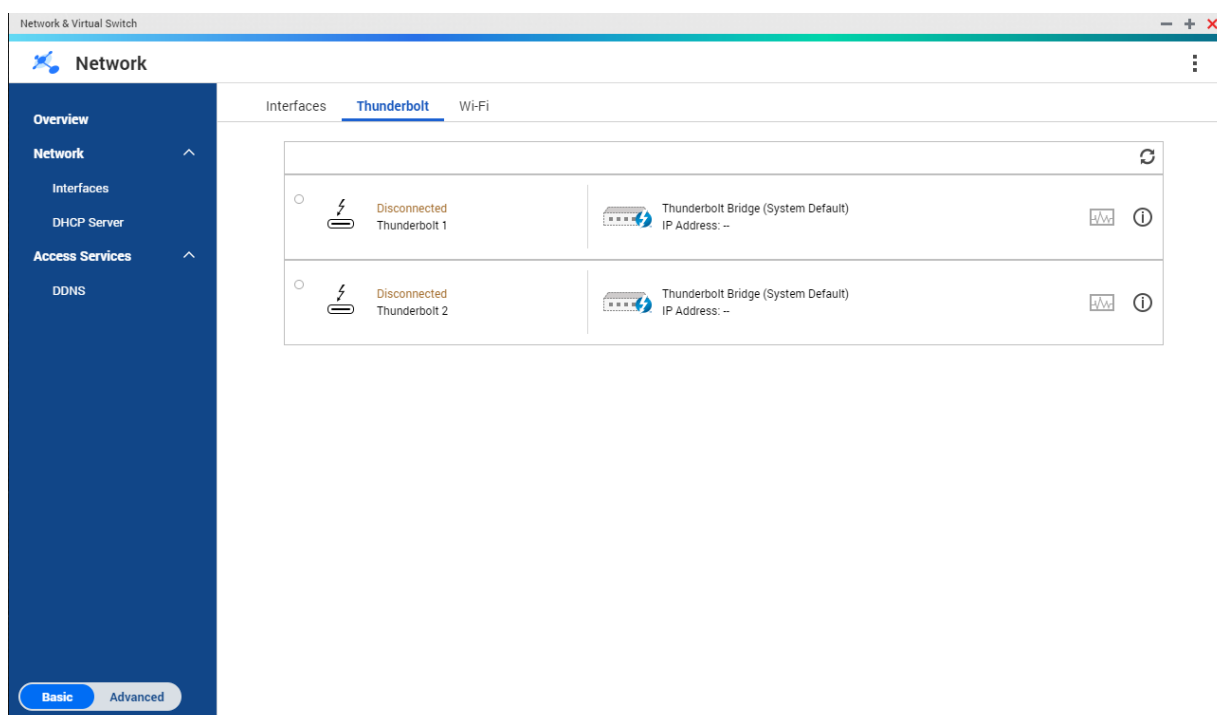 Network & Virtual Switch
Network
Overview
Network
Interfaces
DHCP Server
Access Services
DDNS
Basic Advanced
Interfaces Thunderbolt Wi-Fi
Disconnected
Thunderbolt 1
Thunderbolt Bridge (System Default)
IP Address: --
Disconnected
Thunderbolt 2
Thunderbolt Bridge (System Default)
IP Address: --